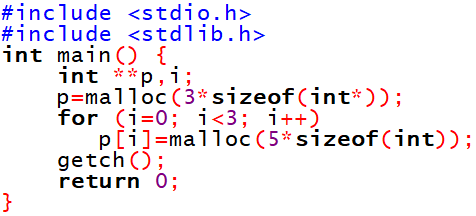 #include <stdio.h>
#include <stdlib.h>
int main() {
    int **p,i;
    p=malloc(3*sizeof(int*));
    for (i=0; i<3; i++)
       p[i]=malloc(5*sizeof(int));
    getch();
    return 0;
}